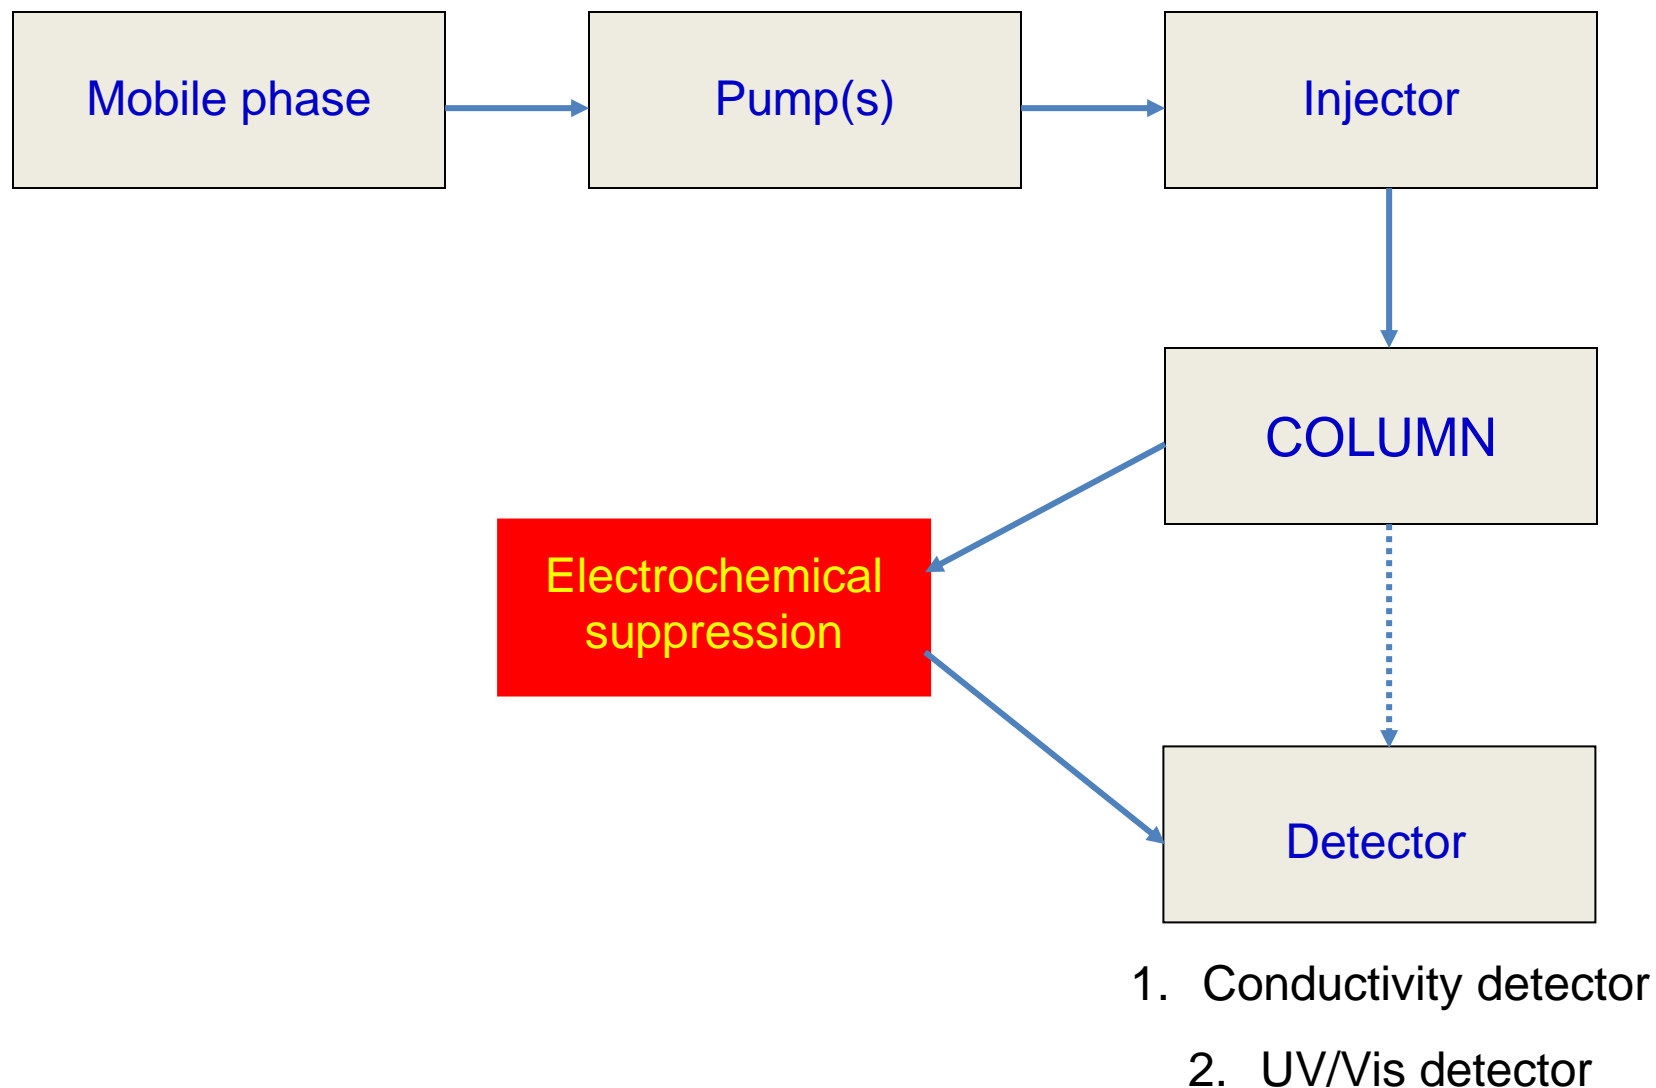 Mobile phase
Pump(s)
Injector
COLUMN
Electrochemical
suppression
Detector
1. Conductivity detector
2. UV/Vis detector